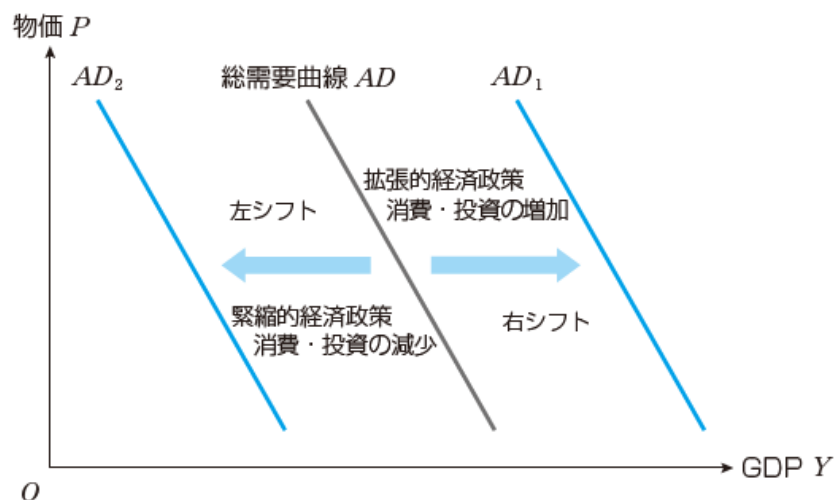 物価 P
AD2
総需要曲線 AD
AD1
拡張的経済政策
消費・投資の増加
左シフト
緊縮的経済政策
消費・投資の減少
右シフト
GDP Y
O